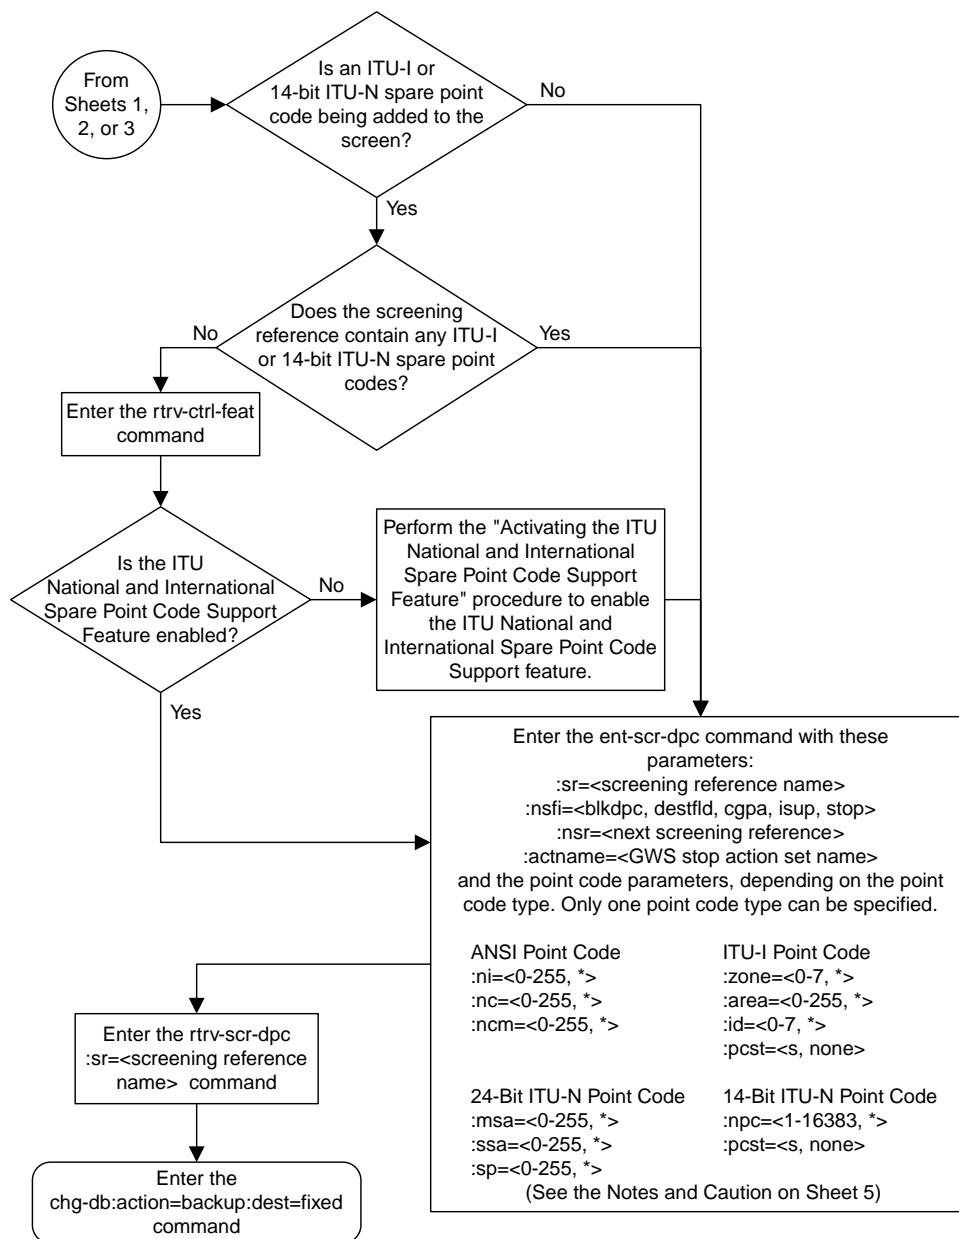 From
Sheets 1,
2, or 3
Is an ITU-I or
14-bit ITU-N spare point
code being added to the
screen?
No
Yes
Does the screening
reference contain any ITU-I
or 14-bit ITU-N spare point
codes?
No
Yes
Enter the rtrv-ctrl-feat
command
Is the ITU
National and International
Spare Point Code Support
Feature enabled?
No
Yes
Perform the "Activating the ITU
National and International
Spare Point Code Support
Feature" procedure to enable
the ITU National and
International Spare Point Code
Support feature.
Enter the ent-scr-dpc command with these
parameters:
:sr=<screening reference name>
:nsfi=<blkdpc, destfld, cgpa, isup, stop>
:nsr=<next screening reference>
:actname=<GWS stop action set name>
and the point code parameters, depending on the point
code type. Only one point code type can be specified.
ANSI Point Code
:ni=<0-255, *>
:nc=<0-255, *>
:ncm=<0-255, *>
ITU-I Point Code
:zone=<0-7, *>
:area=<0-255, *>
:id=<0-7, *>
:pcst=<s, none>
24-Bit ITU-N Point Code
:msa=<0-255, *>
:ssa=<0-255, *>
:sp=<0-255, *>
14-Bit ITU-N Point Code
:npc=<1-16383, *>
:pcst=<s, none>
(See the Notes and Caution on Sheet 5)
Enter the rtrv-scr-dpc
:sr=<screening reference
name> command
Enter the
chg-db:action=backup:dest=fixed
command